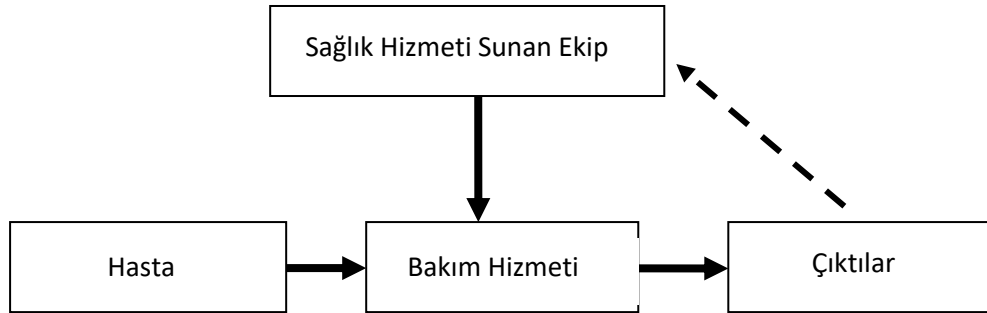 Sağlık Hizmeti Sunan Ekip
Hasta
Bakım Hizmeti
Çıktılar